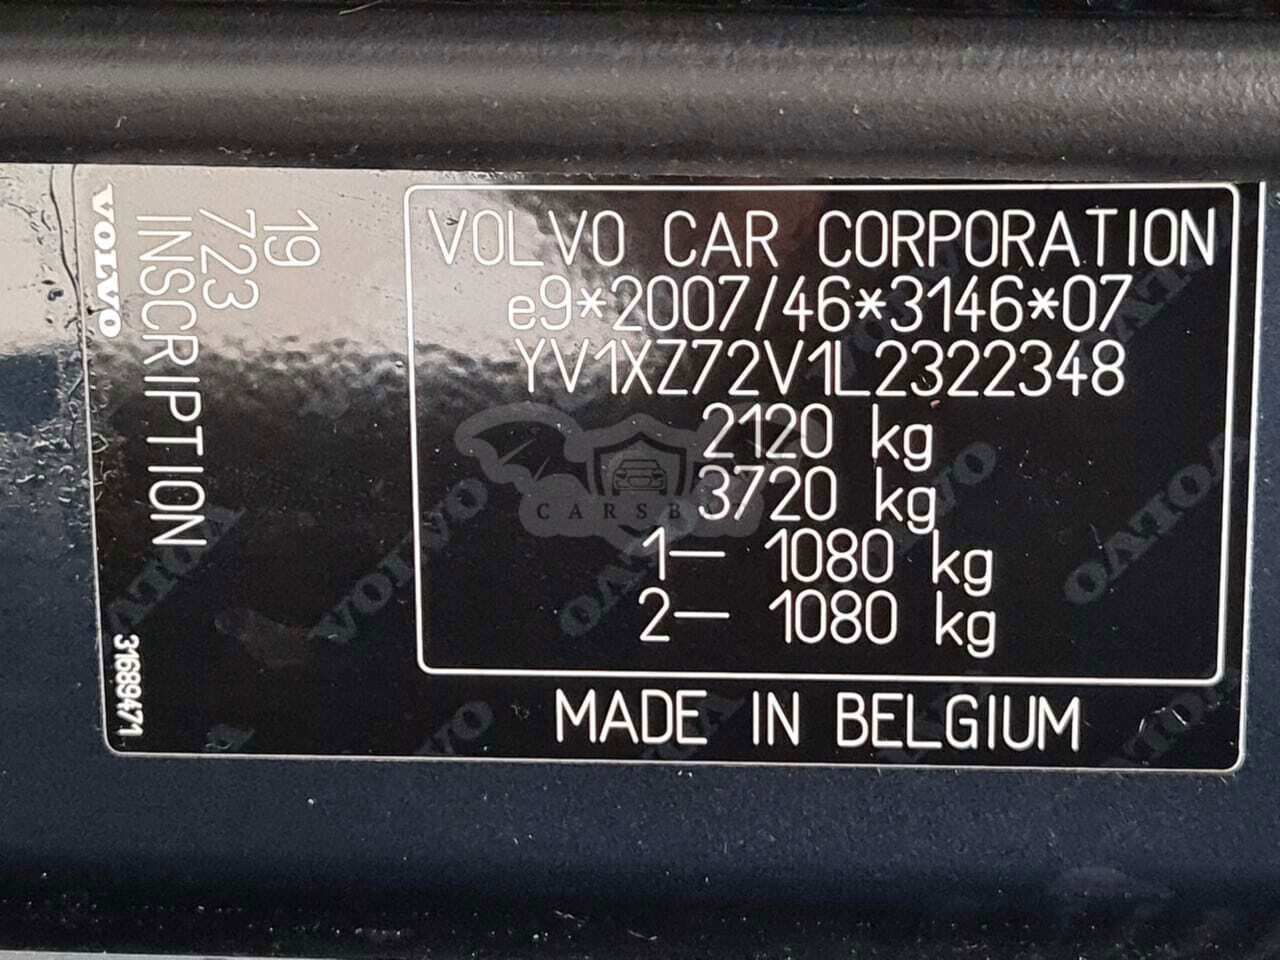 VOLVO
19
723
INSCRIPTION
31689471
VOLVO CAR CORPORATION
e9*2007/46*3146*07
YV1XZ72V1L2322348
2120 kg
3720 kg
1— 1080 kg
2— 1080 kg
MADE IN BELGIUM